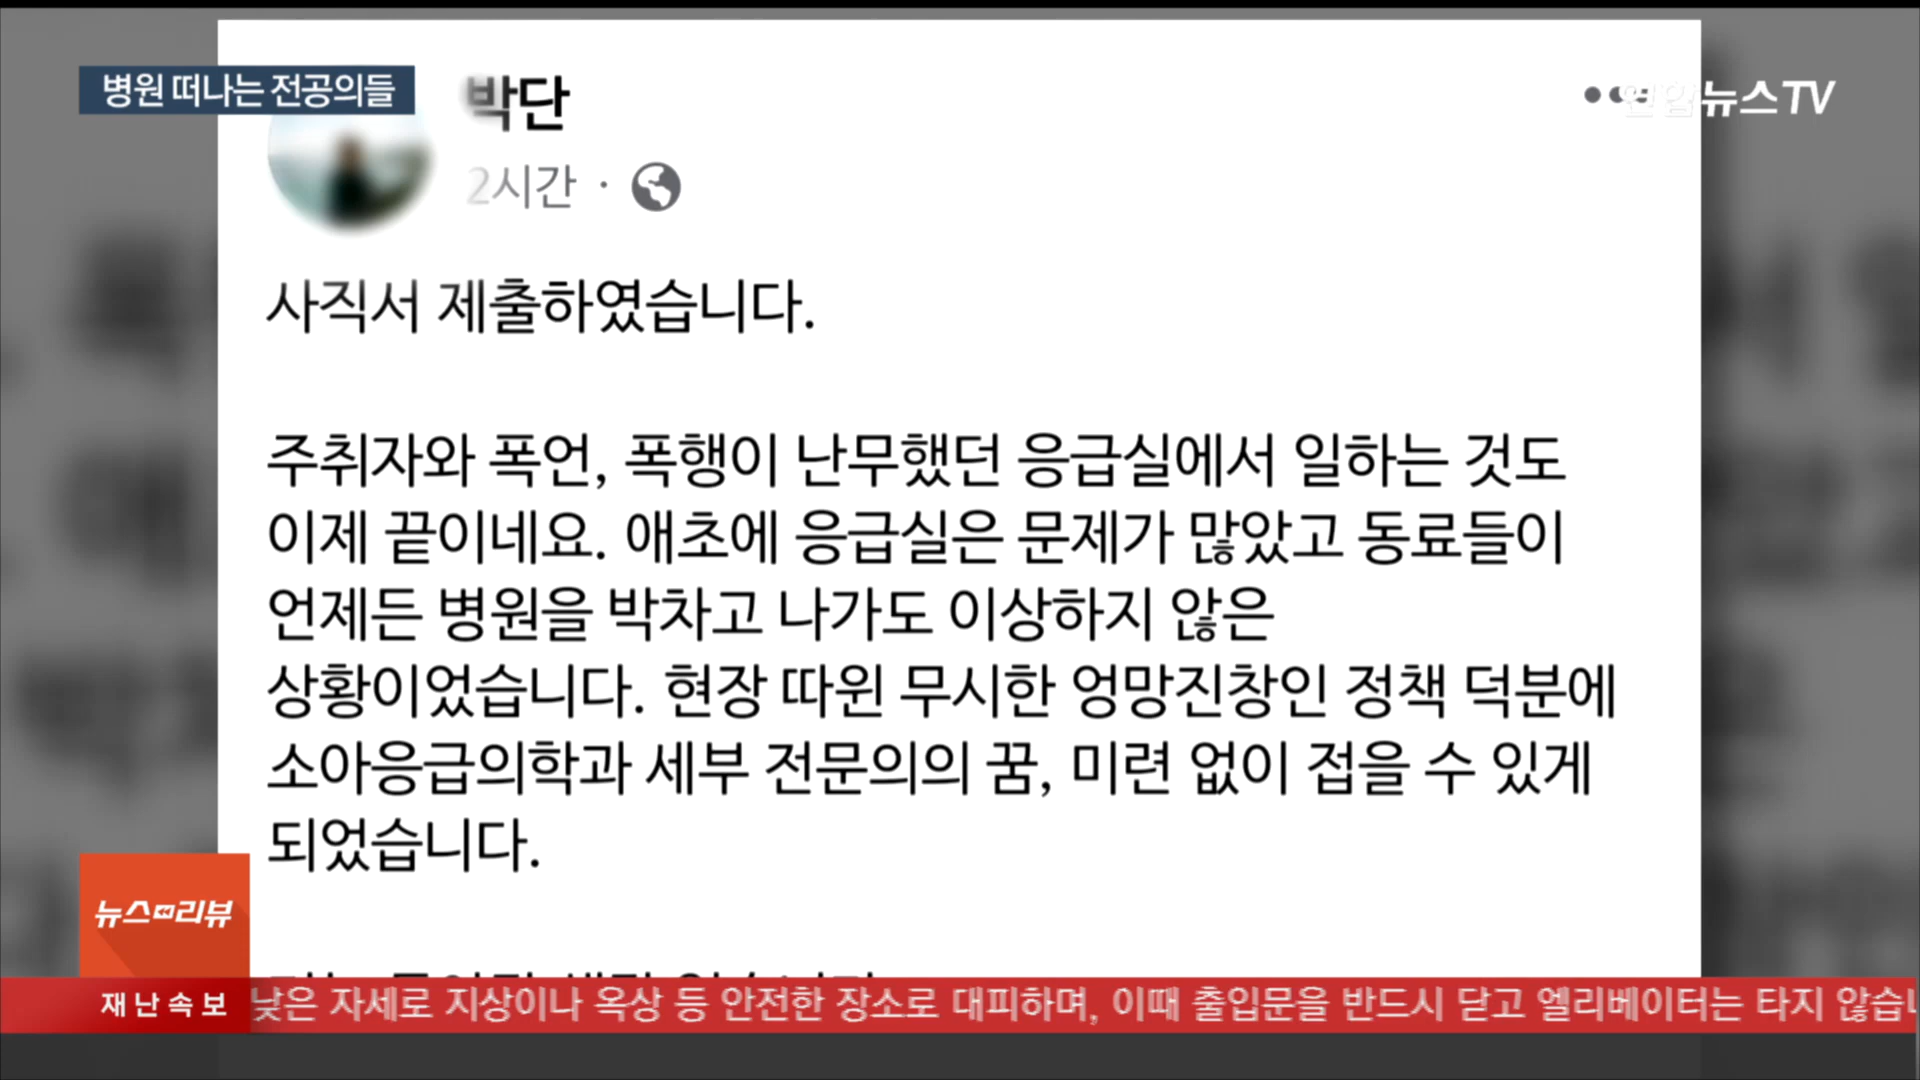 병원 떠나는 전공의들
박단
연합뉴스TV
2시간
사직서 제출하였습니다.
주취자와 폭언, 폭행이 난무했던 응급실에서 일하는 것도
이제 끝이네요. 애초에 응급실은 문제가 많았고 동료들이
언제든 병원을 박차고 나가도 이상하지 않은
상황이었습니다. 현장 따윈 무시한 엉망진창인 정책 덕분에
소아응급의학과 세부 전문의의 꿈, 미련 없이 접을 수 있게
되었습니다.
뉴스리뷰
재난속보 낮은 자세로 지상이나 옥상 등 안전한 장소로 대피하며, 이때 출입문을 반드시 닫고 엘리베이터는 타지 않습